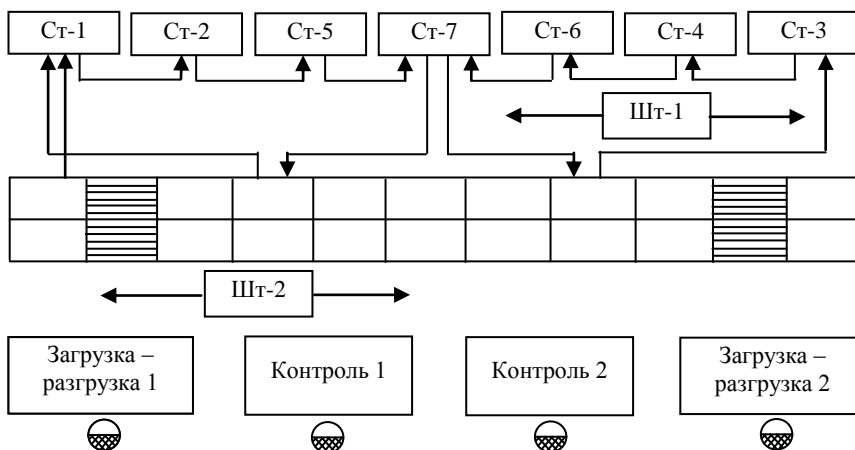 Ст-1 Ст-2 Ст-5 Ст-7 Ст-6 Ст-4 Ст-3
Шт-1
Шт-2
Загрузка –
разгрузка 1
Контроль 1
Контроль 2
Загрузка –
разгрузка 2